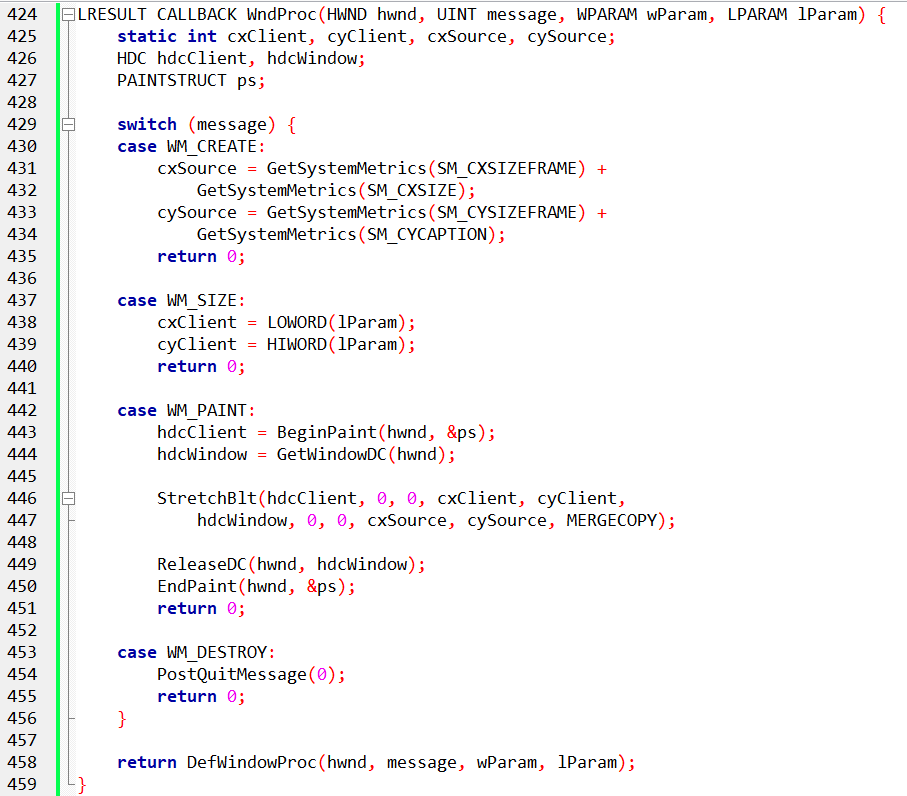 424 LRESULT CALLBACK WndProc(HWND hwnd, UINT message, WPARAM wParam, LPARAM lParam) {
425     static int cxClient, cyClient, cxSource, cySource;
426     HDC hdcClient, hdcWindow;
427     PAINTSTRUCT ps;
428
429     switch (message) {
430     case WM_CREATE:
431         cxSource = GetSystemMetrics(SM_CXSIZEFRAME) +
432             GetSystemMetrics(SM_CXSIZE);
433         cySource = GetSystemMetrics(SM_CYSIZEFRAME) +
434             GetSystemMetrics(SM_CYCAPTION);
435         return 0;
436
437     case WM_SIZE:
438         cxClient = LOWORD(lParam);
439         cyClient = HIWORD(lParam);
440         return 0;
441
442     case WM_PAINT:
443         hdcClient = BeginPaint(hwnd, &ps);
444         hdcWindow = GetWindowDC(hwnd);
445
446         StretchBlt(hdcClient, 0, 0, cxClient, cyClient,
447             hdcWindow, 0, 0, cxSource, cySource, MERGECOPY);
448
449         ReleaseDC(hwnd, hdcWindow);
450         EndPaint(hwnd, &ps);
451         return 0;
452
453     case WM_DESTROY:
454         PostQuitMessage(0);
455         return 0;
456     }
457
458     return DefWindowProc(hwnd, message, wParam, lParam);
459 }